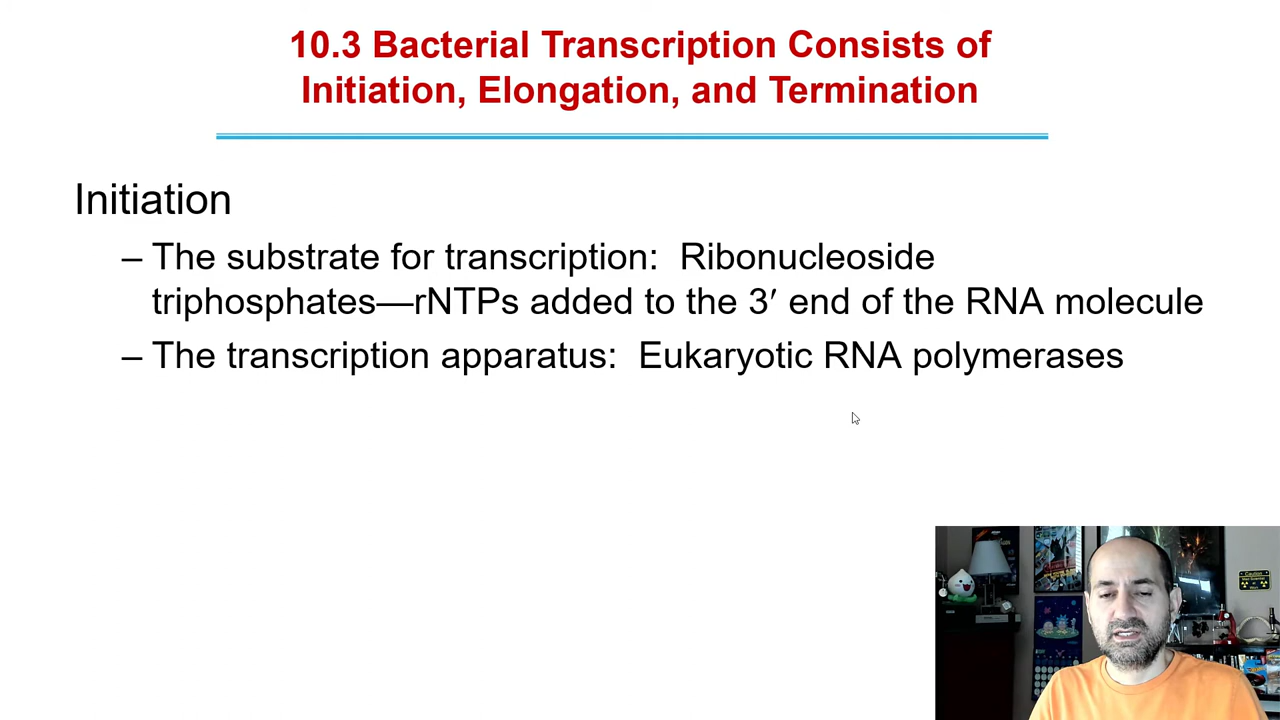 10.3 Bacterial Transcription Consists of
Initiation, Elongation, and Termination
Initiation
– The substrate for transcription: Ribonucleoside
triphosphates—rNTPs added to the 3′ end of the RNA molecule
– The transcription apparatus: Eukaryotic RNA polymerases